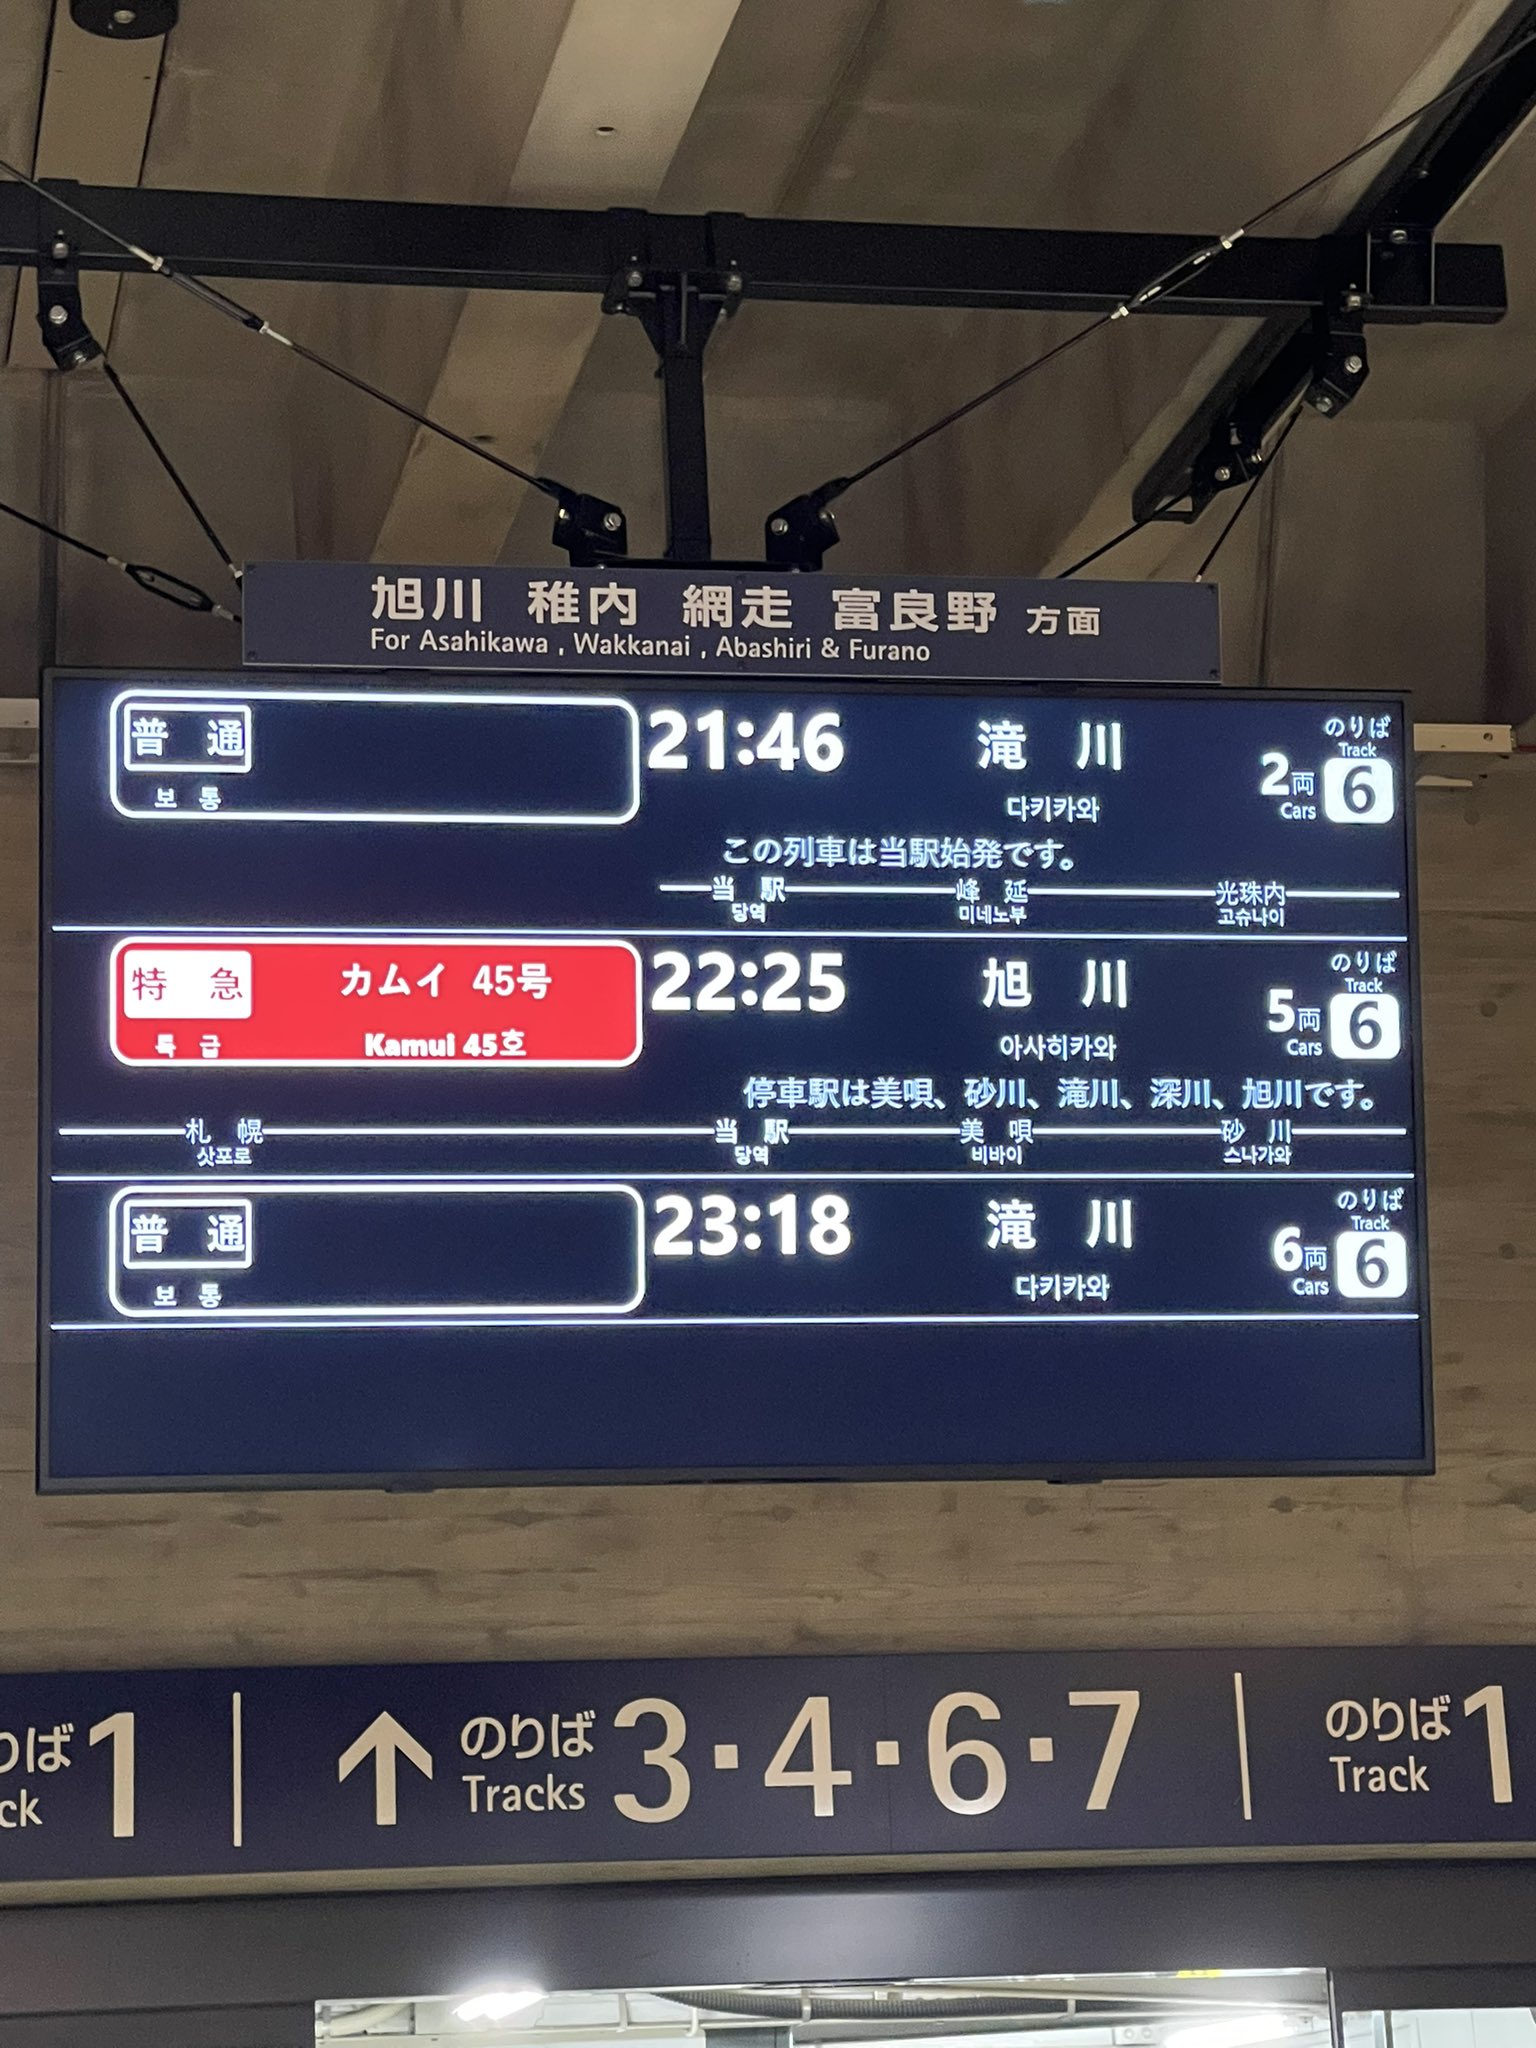 旭川 稚内 網走 富良野 方面
For Asahikawa , Wakkanai , Abashiri & Furano
普通 21:46 滝川 のりば
Track
보통 다키카와 2両 Cars 6
この列車は当駅始発です。
当駅 峰延 光珠内
당역 미네노부 고슈나이
特急 カムイ 45号 22:25 旭川 のりば
Track
특급 Kamui 45호 아사히카와 5両 Cars 6
停車駅は美唄、砂川、滝川、深川、旭川です。
札幌 当駅 美唄 砂川
삿포로 당역 비바이 스나가와
普通 23:18 滝川 のりば
Track
보통 다키카와 6両 Cars 6
りば 1 ↑ のりば 3・4・6・7 のりば 1
ck Tracks Track